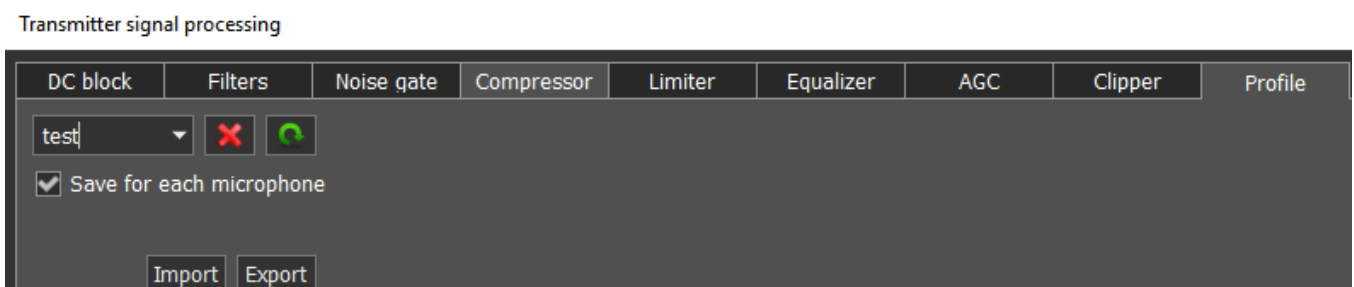 Transmitter signal processing
DC block Filters Noise gate Compressor Limiter Equalizer AGC Clipper Profile
test
Save for each microphone
Import Export